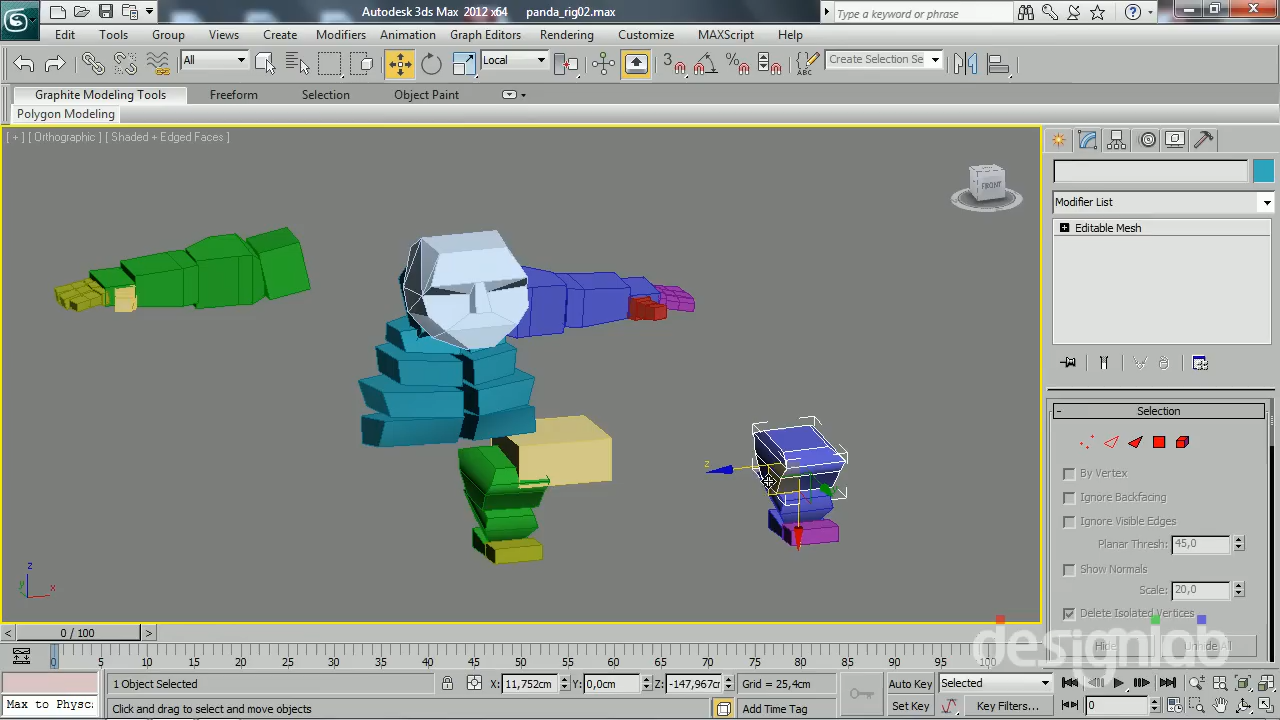 Autodesk 3ds Max 2012 x64 panda_rig02.max
Type a keyword or phrase
Edit Tools Group Views Create Modifiers Animation Graph Editors Rendering Customize MAXScript Help
All Local 3 ABC Create Selection Se
Graphite Modeling Tools Freeform Selection Object Paint
Polygon Modeling
[ + ] [ Orthographic ] [ Shaded + Edged Faces ]
FRONT
Modifier List
Editable Mesh
z
z
y x
Selection
By Vertex
Ignore Backfacing
Ignore Visible Edges
Planar Thresh: 45,0
Show Normals
Scale: 20,0
Delete Isolated Vertices
Hide Unhide All
designlab
0 / 100
0 5 10 15 20 25 30 35 40 45 50 55 60 65 70 75 80 85 90 95 100
1 Object Selected X: 11,752cm Y: 0,0cm Z: -147,967c Grid = 25,4cm Auto Key Selected
Max to Physc Click and drag to select and move objects Add Time Tag Set Key Key Filters... 0